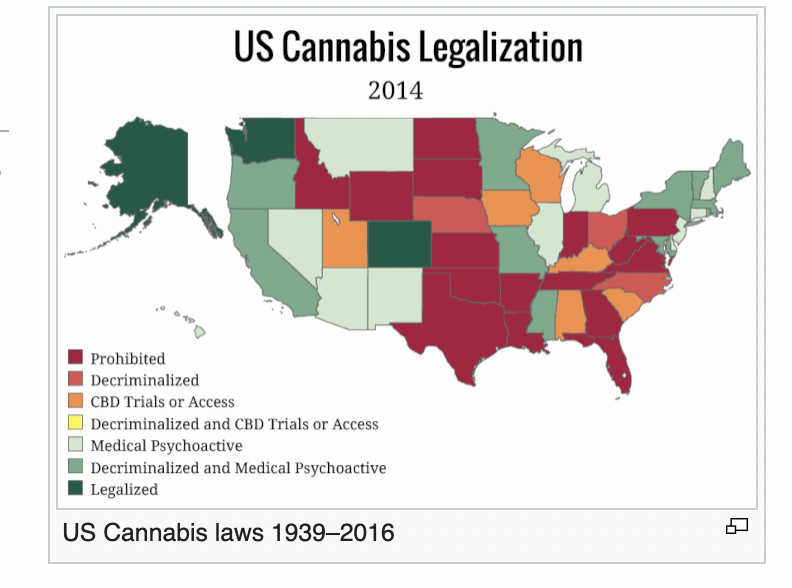 US Cannabis Legalization
2014
Prohibited
Decriminalized
CBD Trials or Access
Decriminalized and CBD Trials or Access
Medical Psychoactive
Decriminalized and Medical Psychoactive
Legalized
US Cannabis laws 1939–2016